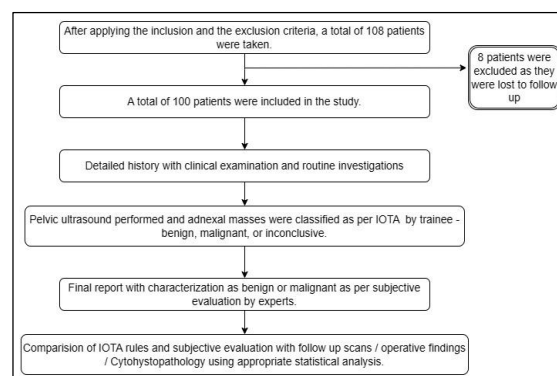 After applying the inclusion and the exclusion criteria, a total of 108 patients
were taken.
8 patients were
excluded as they
were lost to follow
up
A total of 100 patients were included in the study.
Detailed history with clinical examination and routine investigations
Pelvic ultrasound performed and adnexal masses were classified as per IOTA by trainee -
benign, malignant, or inconclusive.
Final report with characterization as benign or malignant as per subjective
evaluation by experts.
Comparision of IOTA rules and subjective evaluation with follow up scans / operative findings
/ Cytohystopathology using appropriate statistical analysis.